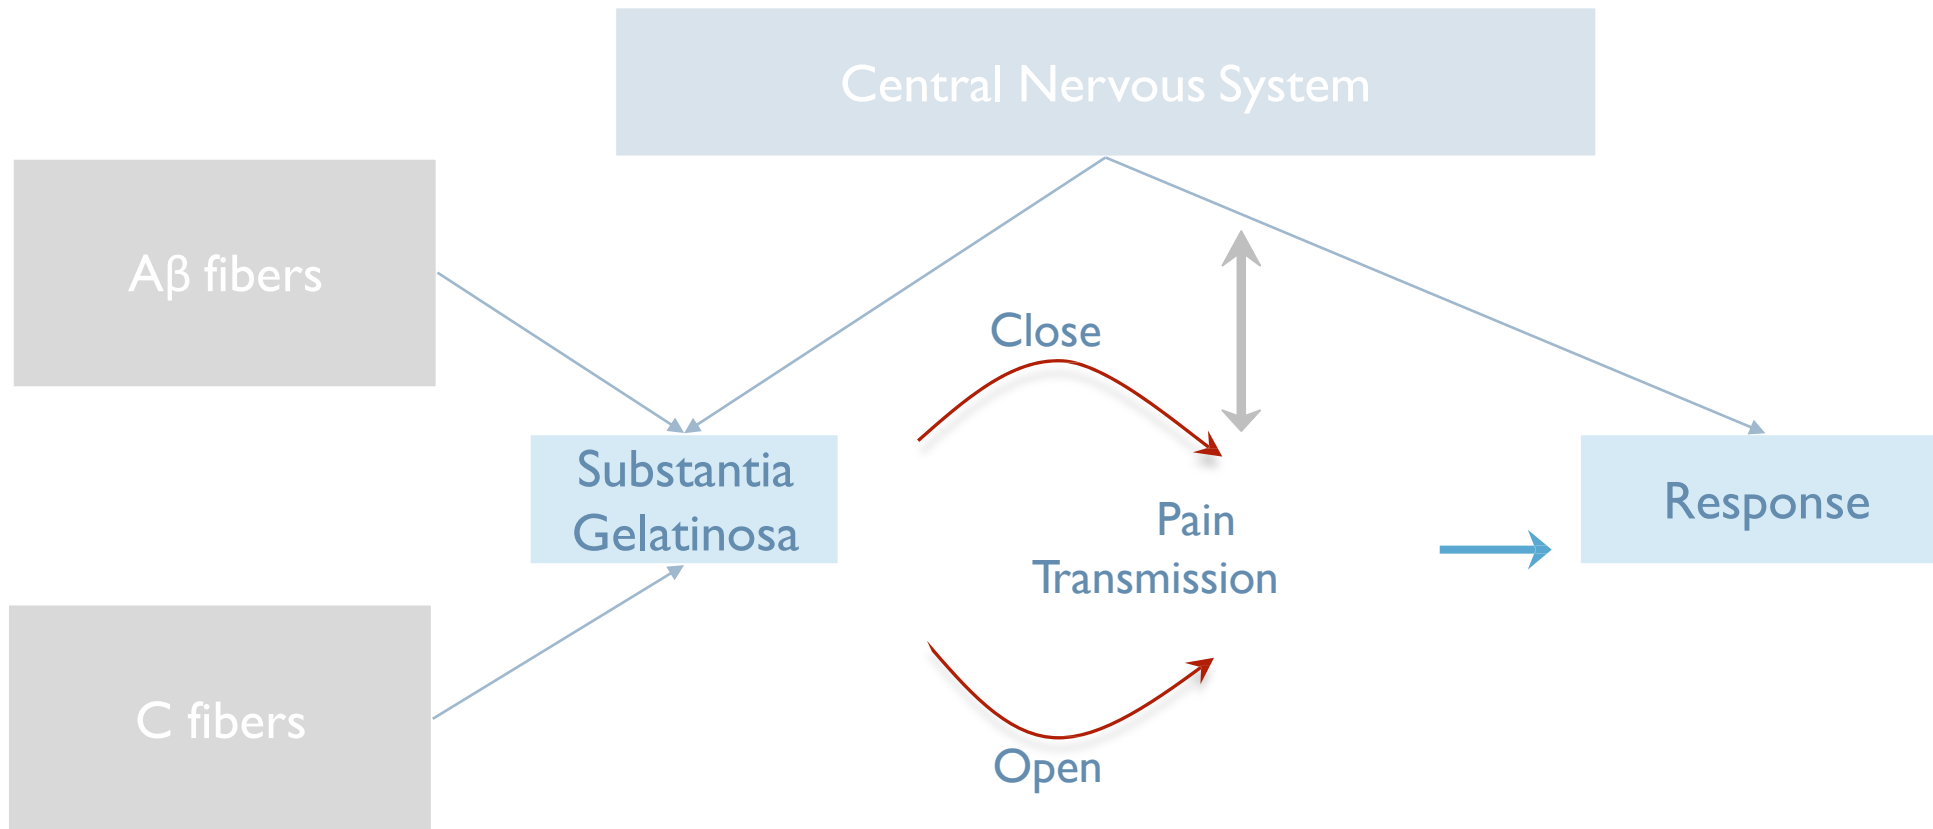 Central Nervous System
Aβ fibers
Close
Substantia
Gelatinosa
Pain
Transmission
Response
C fibers
Open